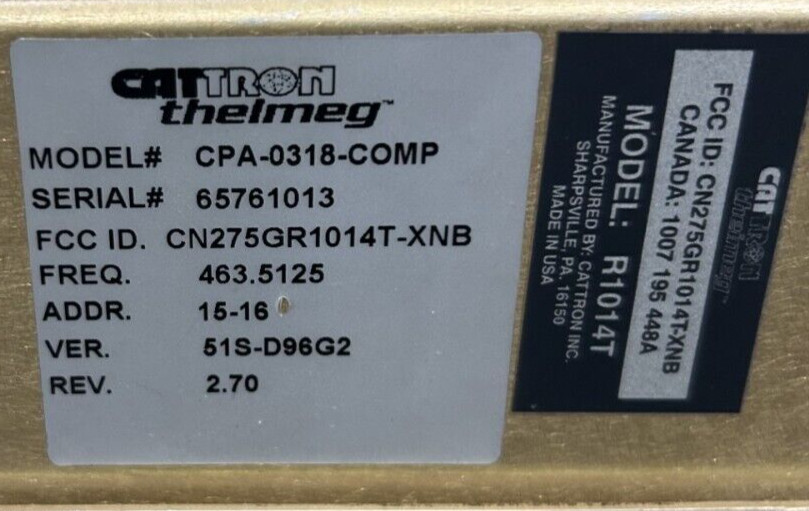 CATTRON
thelmeg™
MODEL# CPA-0318-COMP
SERIAL# 65761013
FCC ID. CN275GR1014T-XNB
FREQ. 463.5125
ADDR. 15-16
VER. 51S-D96G2
REV. 2.70
CATTRON
thelmeg™
FCC ID: CN275GR1014T-XNB
CANADA: 1007 195 448A
MODEL: R1014T
MANUFACTURED BY: CATTRON INC.
SHARPSVILLE, PA. 16150
MADE IN USA